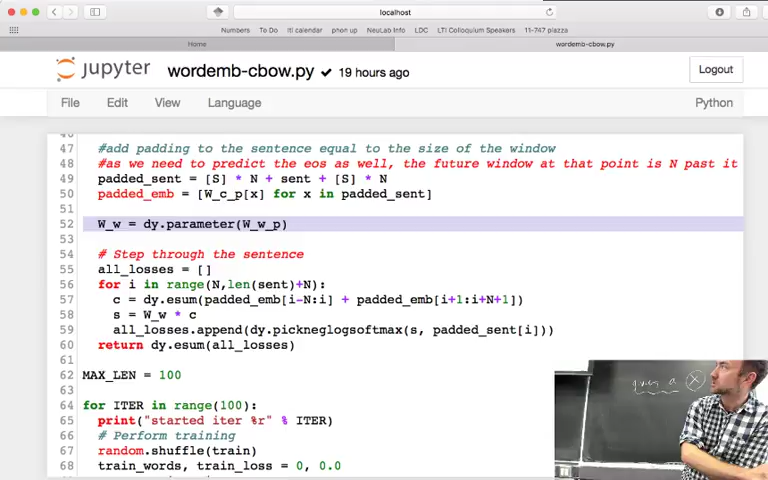 localhost
Numbers To Do lti calendar phon up NeuLab Info LDC LTI Colloquium Speakers 11-747 piazza
Home wordemb-cbow.py
jupyter wordemb-cbow.py ✔ 19 hours ago Logout
File Edit View Language Python
46
47 #add padding to the sentence equal to the size of the window
48 #as we need to predict the eos as well, the future window at that point is N past it
49 padded_sent = [S] * N + sent + [S] * N
50 padded_emb = [W_c_p[x] for x in padded_sent]
51
52 W_w = dy.parameter(W_w_p)
53
54 # Step through the sentence
55 all_losses = []
56 for i in range(N,len(sent)+N):
57 c = dy.esum(padded_emb[i-N:i] + padded_emb[i+1:i+N+1])
58 s = W_w * c
59 all_losses.append(dy.pickneglogsoftmax(s, padded_sent[i]))
60 return dy.esum(all_losses)
61
62 MAX_LEN = 100
63
64 for ITER in range(100):
65 print("started iter %r" % ITER)
66 # Perform training
67 random.shuffle(train)
68 train_words, train_loss = 0, 0.0
giving a X